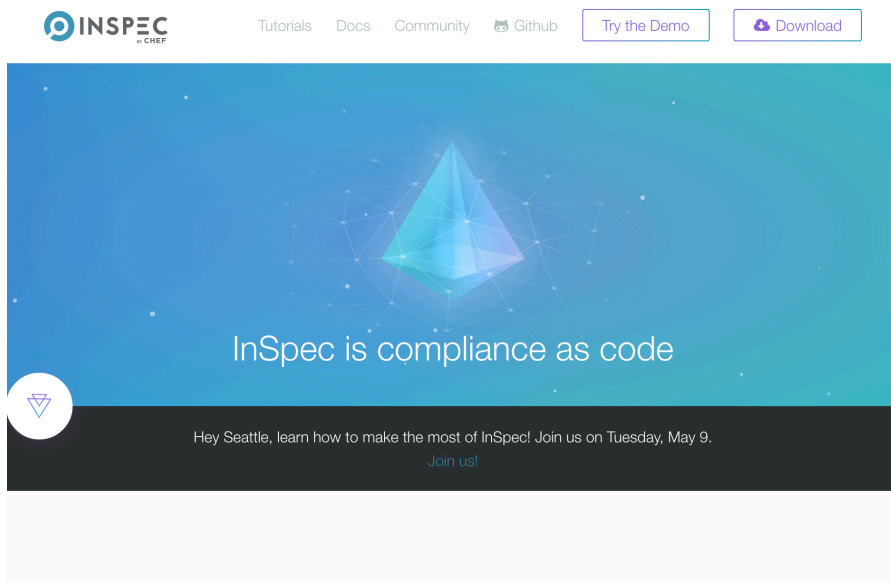 INSPEC
BY CHEF
Tutorials
Docs
Community
Github
Try the Demo
Download
InSpec is compliance as code
Hey Seattle, learn how to make the most of InSpec! Join us on Tuesday, May 9.
Join us!